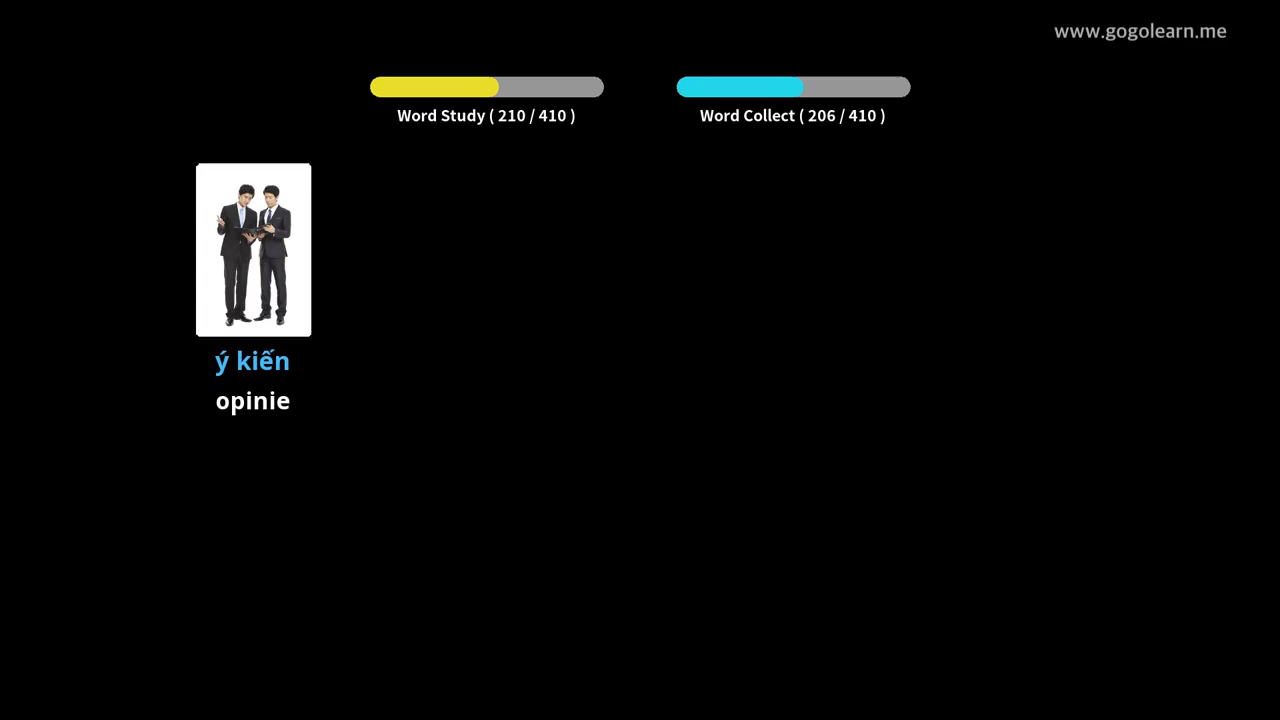 www.gogolearn.me
Word Study ( 210 / 410 )
Word Collect ( 206 / 410 )
ý kiến
opinie